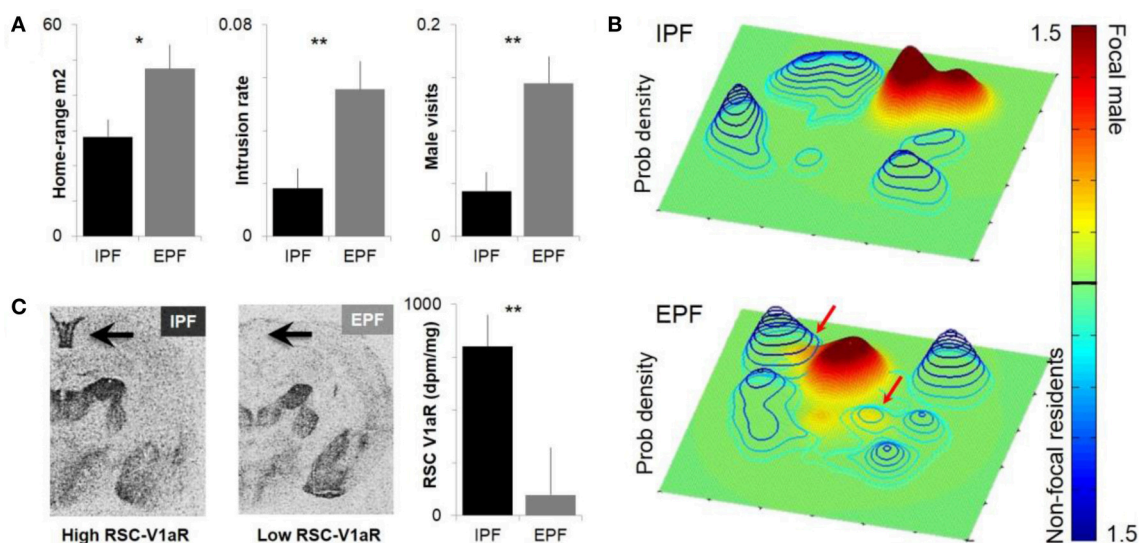 A
60
Home-range m2
0
*
IPF EPF
0.08
Intrusion rate
0
**
IPF EPF
0.2
Male visits
0
**
IPF EPF
B
IPF
Prob density
EPF
Prob density
1.5
Focal male
Non-focal residents
1.5
C
IPF
High RSC-V1aR
EPF
Low RSC-V1aR
1000
RSC V1aR (dpm/mg)
0
**
IPF EPF